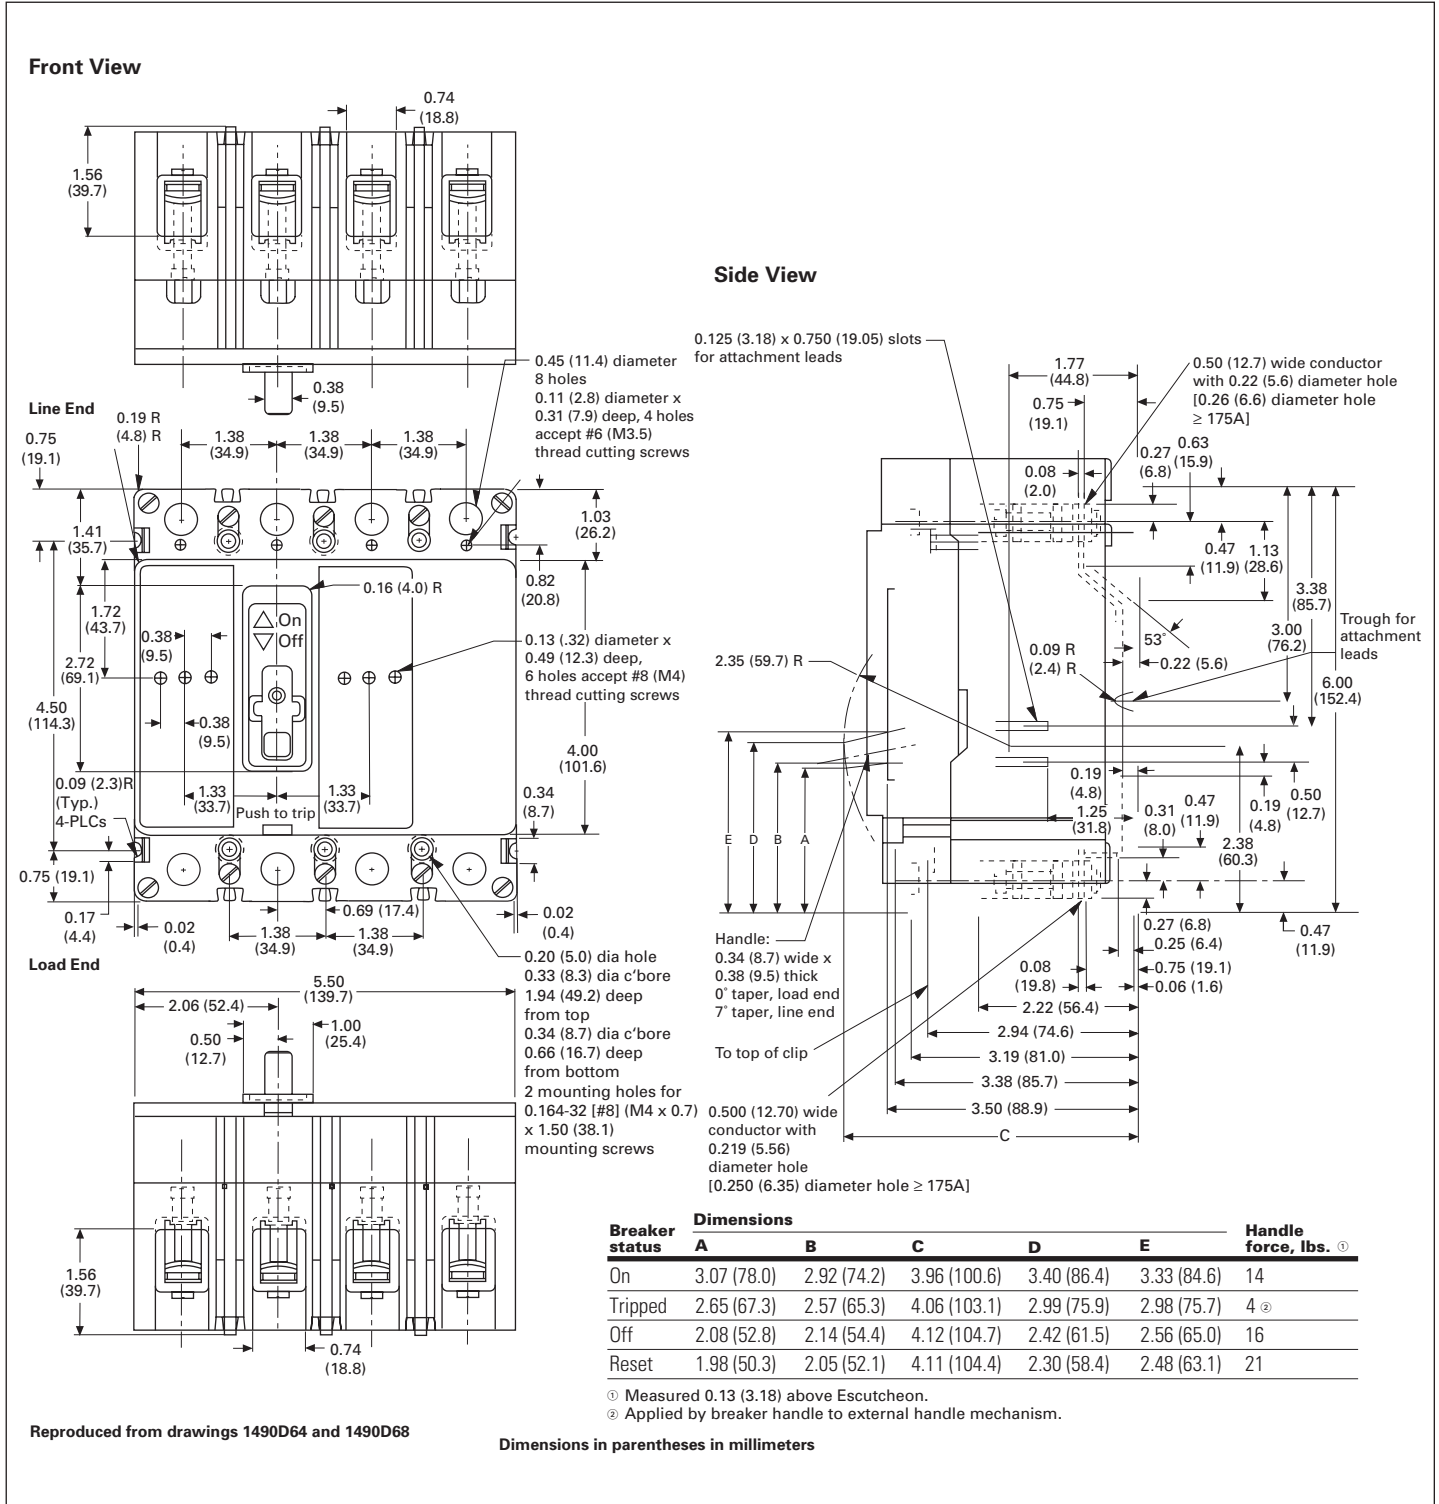 Front View
0.74
(18.8)
1.56
(39.7)
0.38
(9.5)
0.45 (11.4) diameter
8 holes
0.11 (2.8) diameter x
0.31 (7.9) deep, 4 holes
accept #6 (M3.5)
thread cutting screws
Line End
0.19 R
(4.8) R
0.75
(19.1)
1.38
(34.9)
1.38
(34.9)
1.38
(34.9)
1.41
(35.7)
1.03
(26.2)
0.82
(20.8)
0.16 (4.0) R
On
Off
1.72
(43.7)
0.38
(9.5)
2.72
(69.1)
0.13 (.32) diameter x
0.49 (12.3) deep,
6 holes accept #8 (M4)
thread cutting screws
4.50
(114.3)
0.38
(9.5)
4.00
(101.6)
0.09 (2.3)R
(Typ.)
4-PLCs
1.33
(33.7)
1.33
(33.7)
Push to trip
0.34
(8.7)
0.75 (19.1)
0.17
(4.4)
0.02
(0.4)
0.69 (17.4)
1.38
(34.9)
1.38
(34.9)
0.02
(0.4)
Load End
0.20 (5.0) dia hole
0.33 (8.3) dia c'bore
1.94 (49.2) deep
from top
0.34 (8.7) dia c'bore
0.66 (16.7) deep
from bottom
2 mounting holes for
0.164-32 [#8] (M4 x 0.7)
x 1.50 (38.1)
mounting screws
5.50
(139.7)
2.06 (52.4)
0.50
(12.7)
1.00
(25.4)
1.56
(39.7)
0.74
(18.8)
Side View
0.125 (3.18) x 0.750 (19.05) slots
for attachment leads
1.77
(44.8)
0.75
(19.1)
0.50 (12.7) wide conductor
with 0.22 (5.6) diameter hole
[0.26 (6.6) diameter hole
≥ 175A]
0.08
(2.0)
0.27
(6.8)
0.63
(15.9)
0.47
(11.9)
1.13
(28.6)
3.38
(85.7)
3.00
(76.2)
Trough for
attachment
leads
53°
0.09 R
(2.4) R
0.22 (5.6)
6.00
(152.4)
2.35 (59.7) R
0.19
(4.8)
1.25
(31.8)
0.31
(8.0)
0.47
(11.9)
0.19
(4.8)
0.50
(12.7)
2.38
(60.3)
E D B A
Handle:
0.34 (8.7) wide x
0.38 (9.5) thick
0° taper, load end
7° taper, line end
0.27 (6.8)
0.25 (6.4)
0.47
(11.9)
0.08
(19.8)
0.75 (19.1)
0.06 (1.6)
2.22 (56.4)
2.94 (74.6)
To top of clip
3.19 (81.0)
3.38 (85.7)
3.50 (88.9)
C
0.500 (12.70) wide
conductor with
0.219 (5.56)
diameter hole
[0.250 (6.35) diameter hole ≥ 175A]
Breaker status Dimensions Handle force, lbs. ①
A B C D E
On 3.07 (78.0) 2.92 (74.2) 3.96 (100.6) 3.40 (86.4) 3.33 (84.6) 14
Tripped 2.65 (67.3) 2.57 (65.3) 4.06 (103.1) 2.99 (75.9) 2.98 (75.7) 4 ②
Off 2.08 (52.8) 2.14 (54.4) 4.12 (104.7) 2.42 (61.5) 2.56 (65.0) 16
Reset 1.98 (50.3) 2.05 (52.1) 4.11 (104.4) 2.30 (58.4) 2.48 (63.1) 21
① Measured 0.13 (3.18) above Escutcheon.
② Applied by breaker handle to external handle mechanism.
Reproduced from drawings 1490D64 and 1490D68
Dimensions in parentheses in millimeters